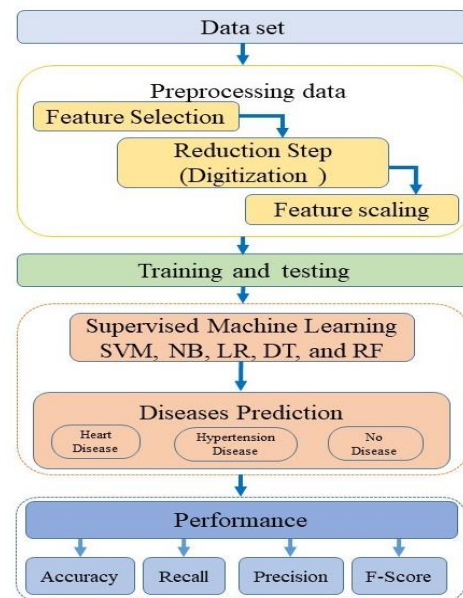 Data set
Preprocessing data
Feature Selection
Reduction Step
(Digitization )
Feature scaling
Training and testing
Supervised Machine Learning
SVM, NB, LR, DT, and RF
Diseases Prediction
Heart
Disease
Hypertension
Disease
No
Disease
Performance
Accuracy
Recall
Precision
F-Score